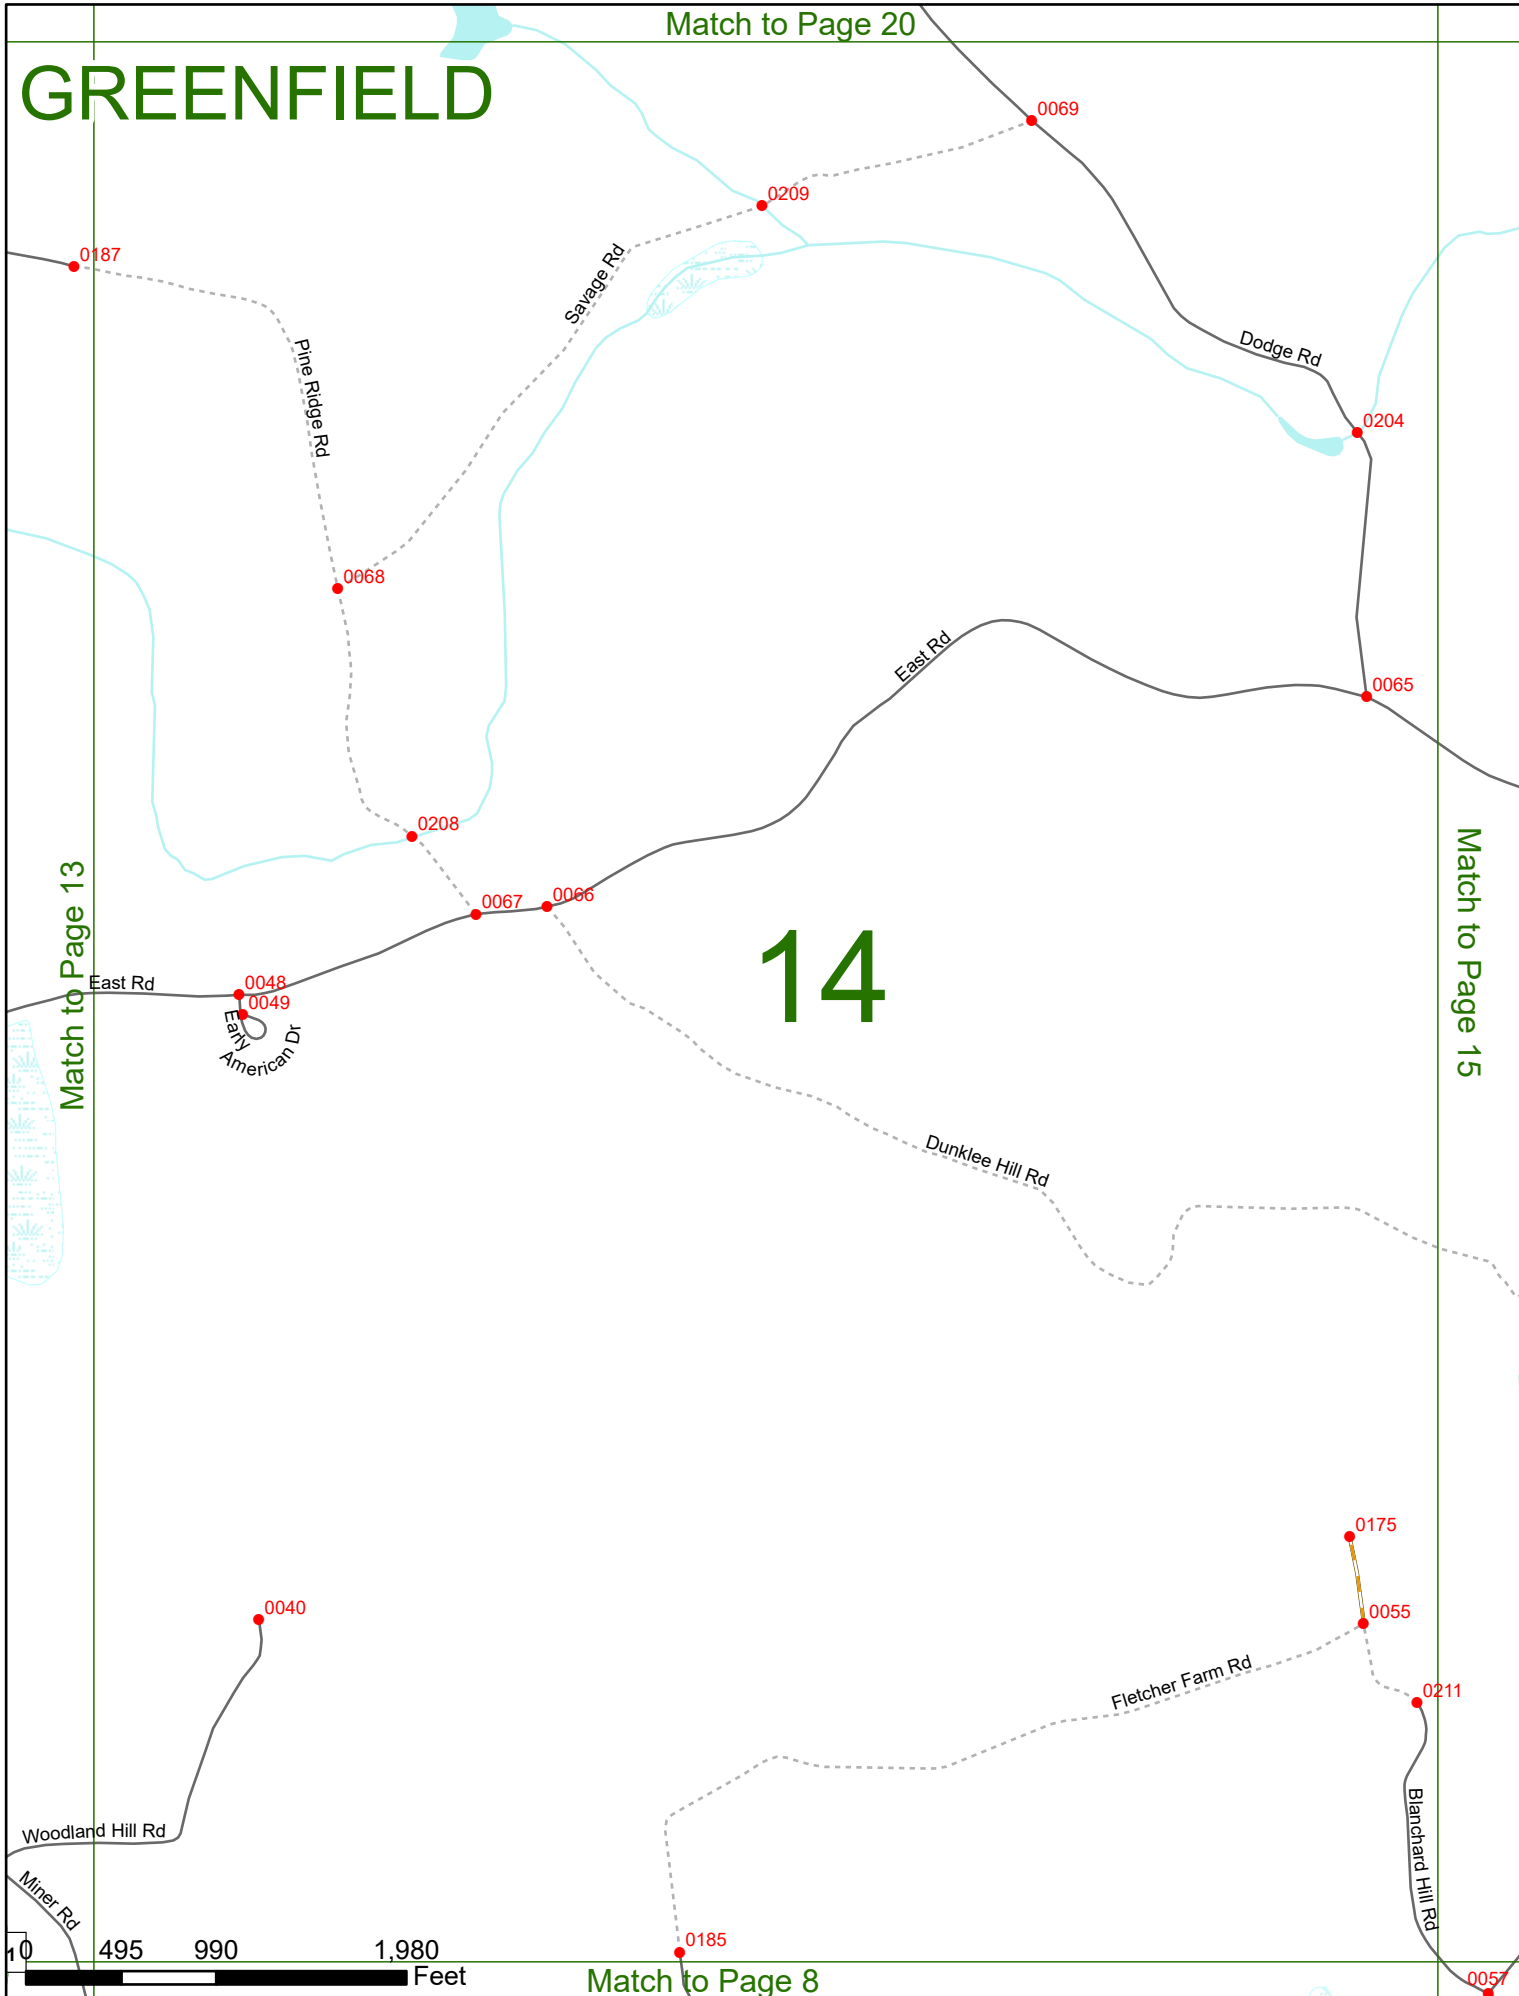 Match to Page 20
GREENFIELD
0069
0209
0187
Savage Rd
Dodge Rd
Pine Ridge Rd
0204
0068
East Rd
0065
0208
Match to Page 13
Match to Page 15
0067
0066
14
East Rd
0048
0049
Early
American Dr
Dunklee Hill Rd
0175
0040
0055
Fletcher Farm Rd
0211
Blanchard Hill Rd
Woodland Hill Rd
Miner Rd
0185
0 495 990 1,980
Feet
Match to Page 8
0057